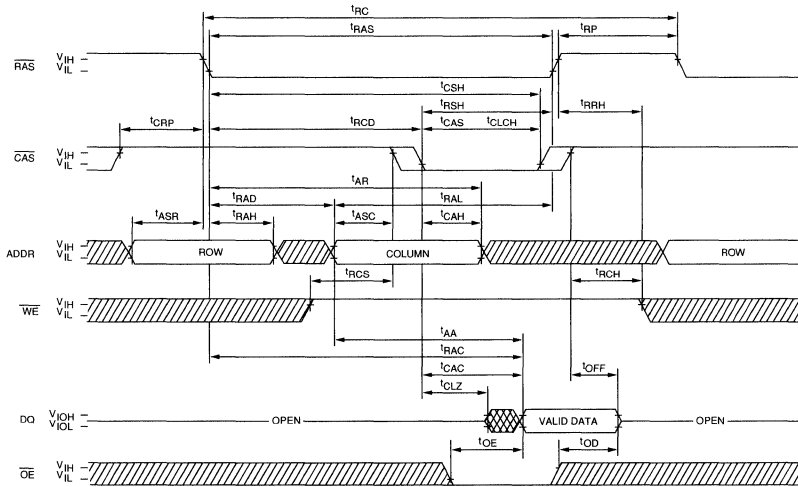 tRC
tRAS tRP
RAS VIH VIL
tCSH
tRSH tRRH
tCRP tRCD tCAS tCLCH
CAS VIH VIL
tAR
tRAD tRAL
tASR tRAH tASC tCAH
ADDR VIH VIL ROW COLUMN ROW
tRCS tRCH
WE VIH VIL
tAA
tRAC
tCAC tOFF
tCLZ
DQ VIOH VIOL OPEN VALID DATA OPEN
tOE tOD
OE VIH VIL